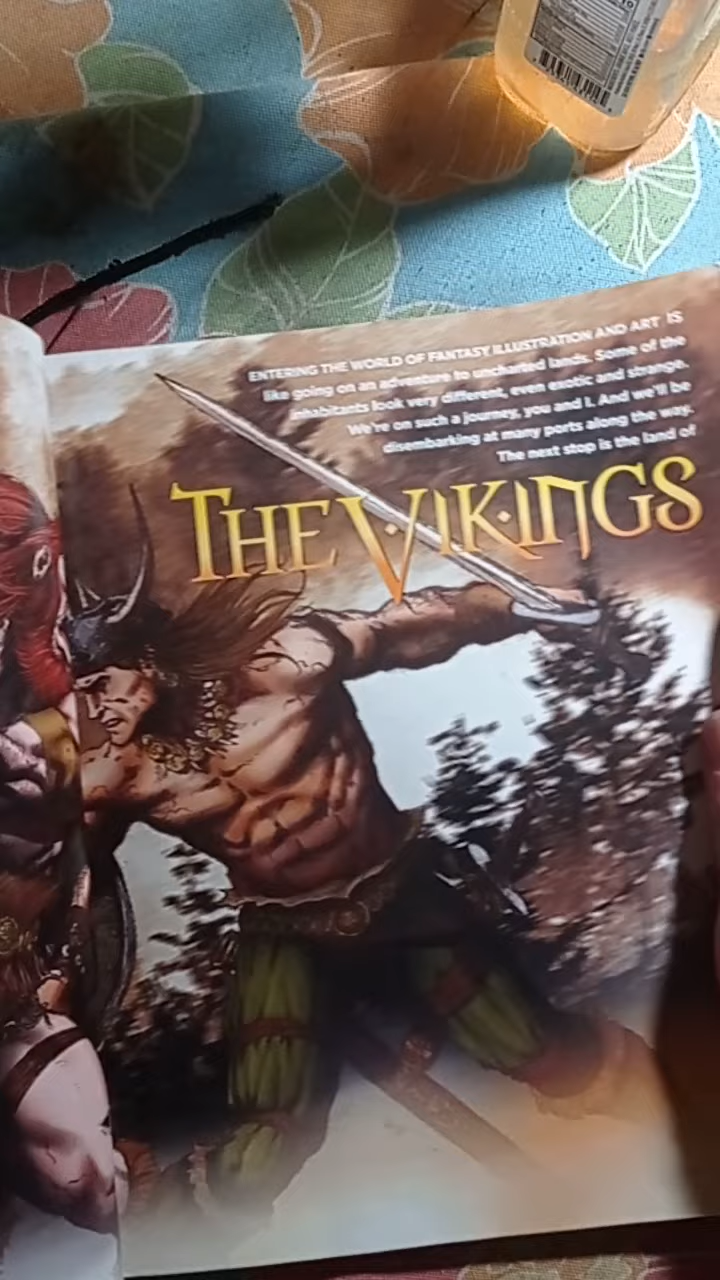 ENTERING THE WORLD OF FANTASY ILLUSTRATION AND ART IS
like going on an adventure to uncharted lands. Some of the
inhabitants look very different, even exotic and strange.
We're on such a journey, you and I. And we'll be
disembarking at many ports along the way.
The next stop is the land of
THE VIKINGS